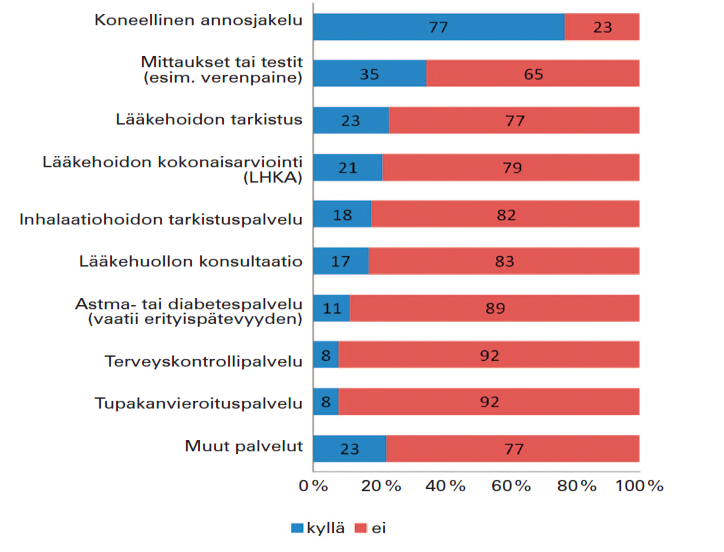 Koneellinen annosjakelu
77 23
Mittaukset tai testit
(esim. verenpaine)
35 65
Lääkehoidon tarkistus
23 77
Lääkehoidon kokonaisarviointi
(LHKA)
21 79
Inhalaatiohoidon tarkistuspalvelu
18 82
Lääkehuollon konsultaatio
17 83
Astma- tai diabetespalvelu
(vaatii erityispätevyyden)
11 89
Terveyskontrollipalvelu
8 92
Tupakanvieroituspalvelu
8 92
Muut palvelut
23 77
0 % 20 % 40 % 60 % 80 % 100 %
kyllä ei